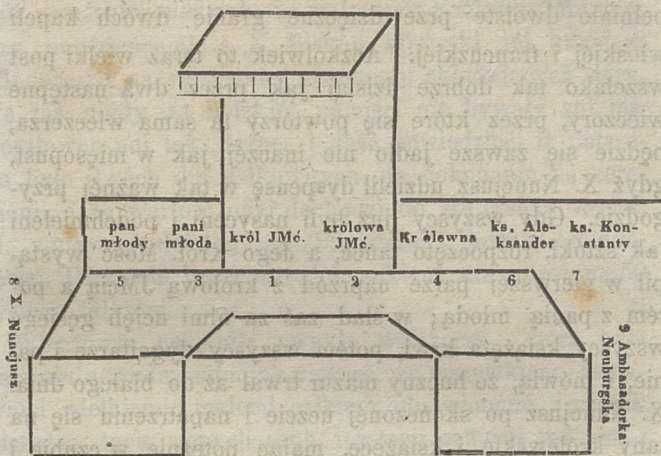 pan młody
pani młoda
król JMć.
królowa JMć.
Królewna
ks. Ale-
ksander
ks. Kon-
stanty
5 3 1 2 4 6 7
8 X Nuncjusz
9 Ambasadorka
Neuburgska